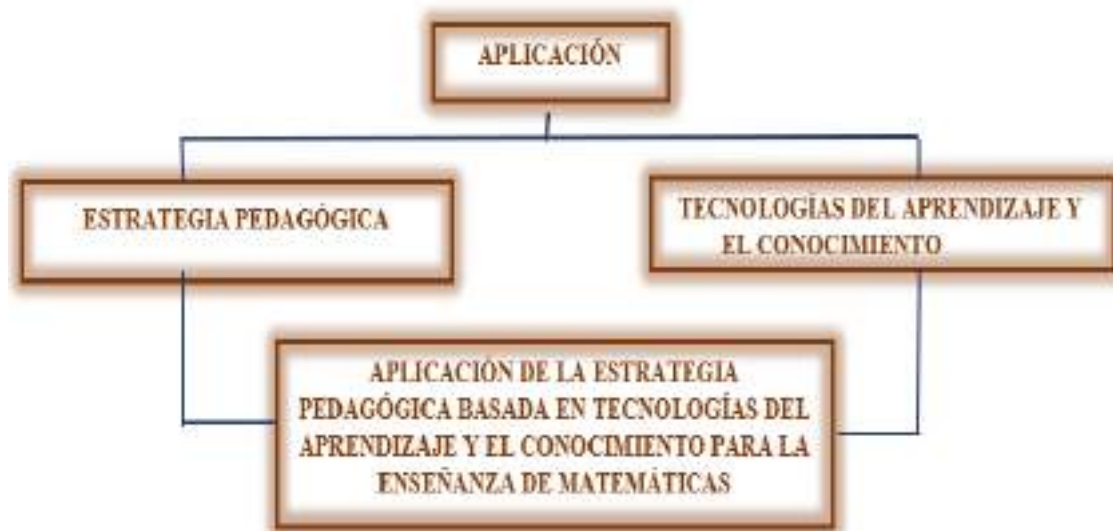 APLICACIÓN
ESTRATEGIA PEDAGÓGICA
TECNOLOGÍAS DEL APRENDIZAJE Y
EL CONOCIMIENTO
APLICACIÓN DE LA ESTRATEGIA
PEDAGÓGICA BASADA EN TECNOLOGÍAS DEL
APRENDIZAJE Y EL CONOCIMIENTO PARA LA
ENSEÑANZA DE MATEMÁTICAS